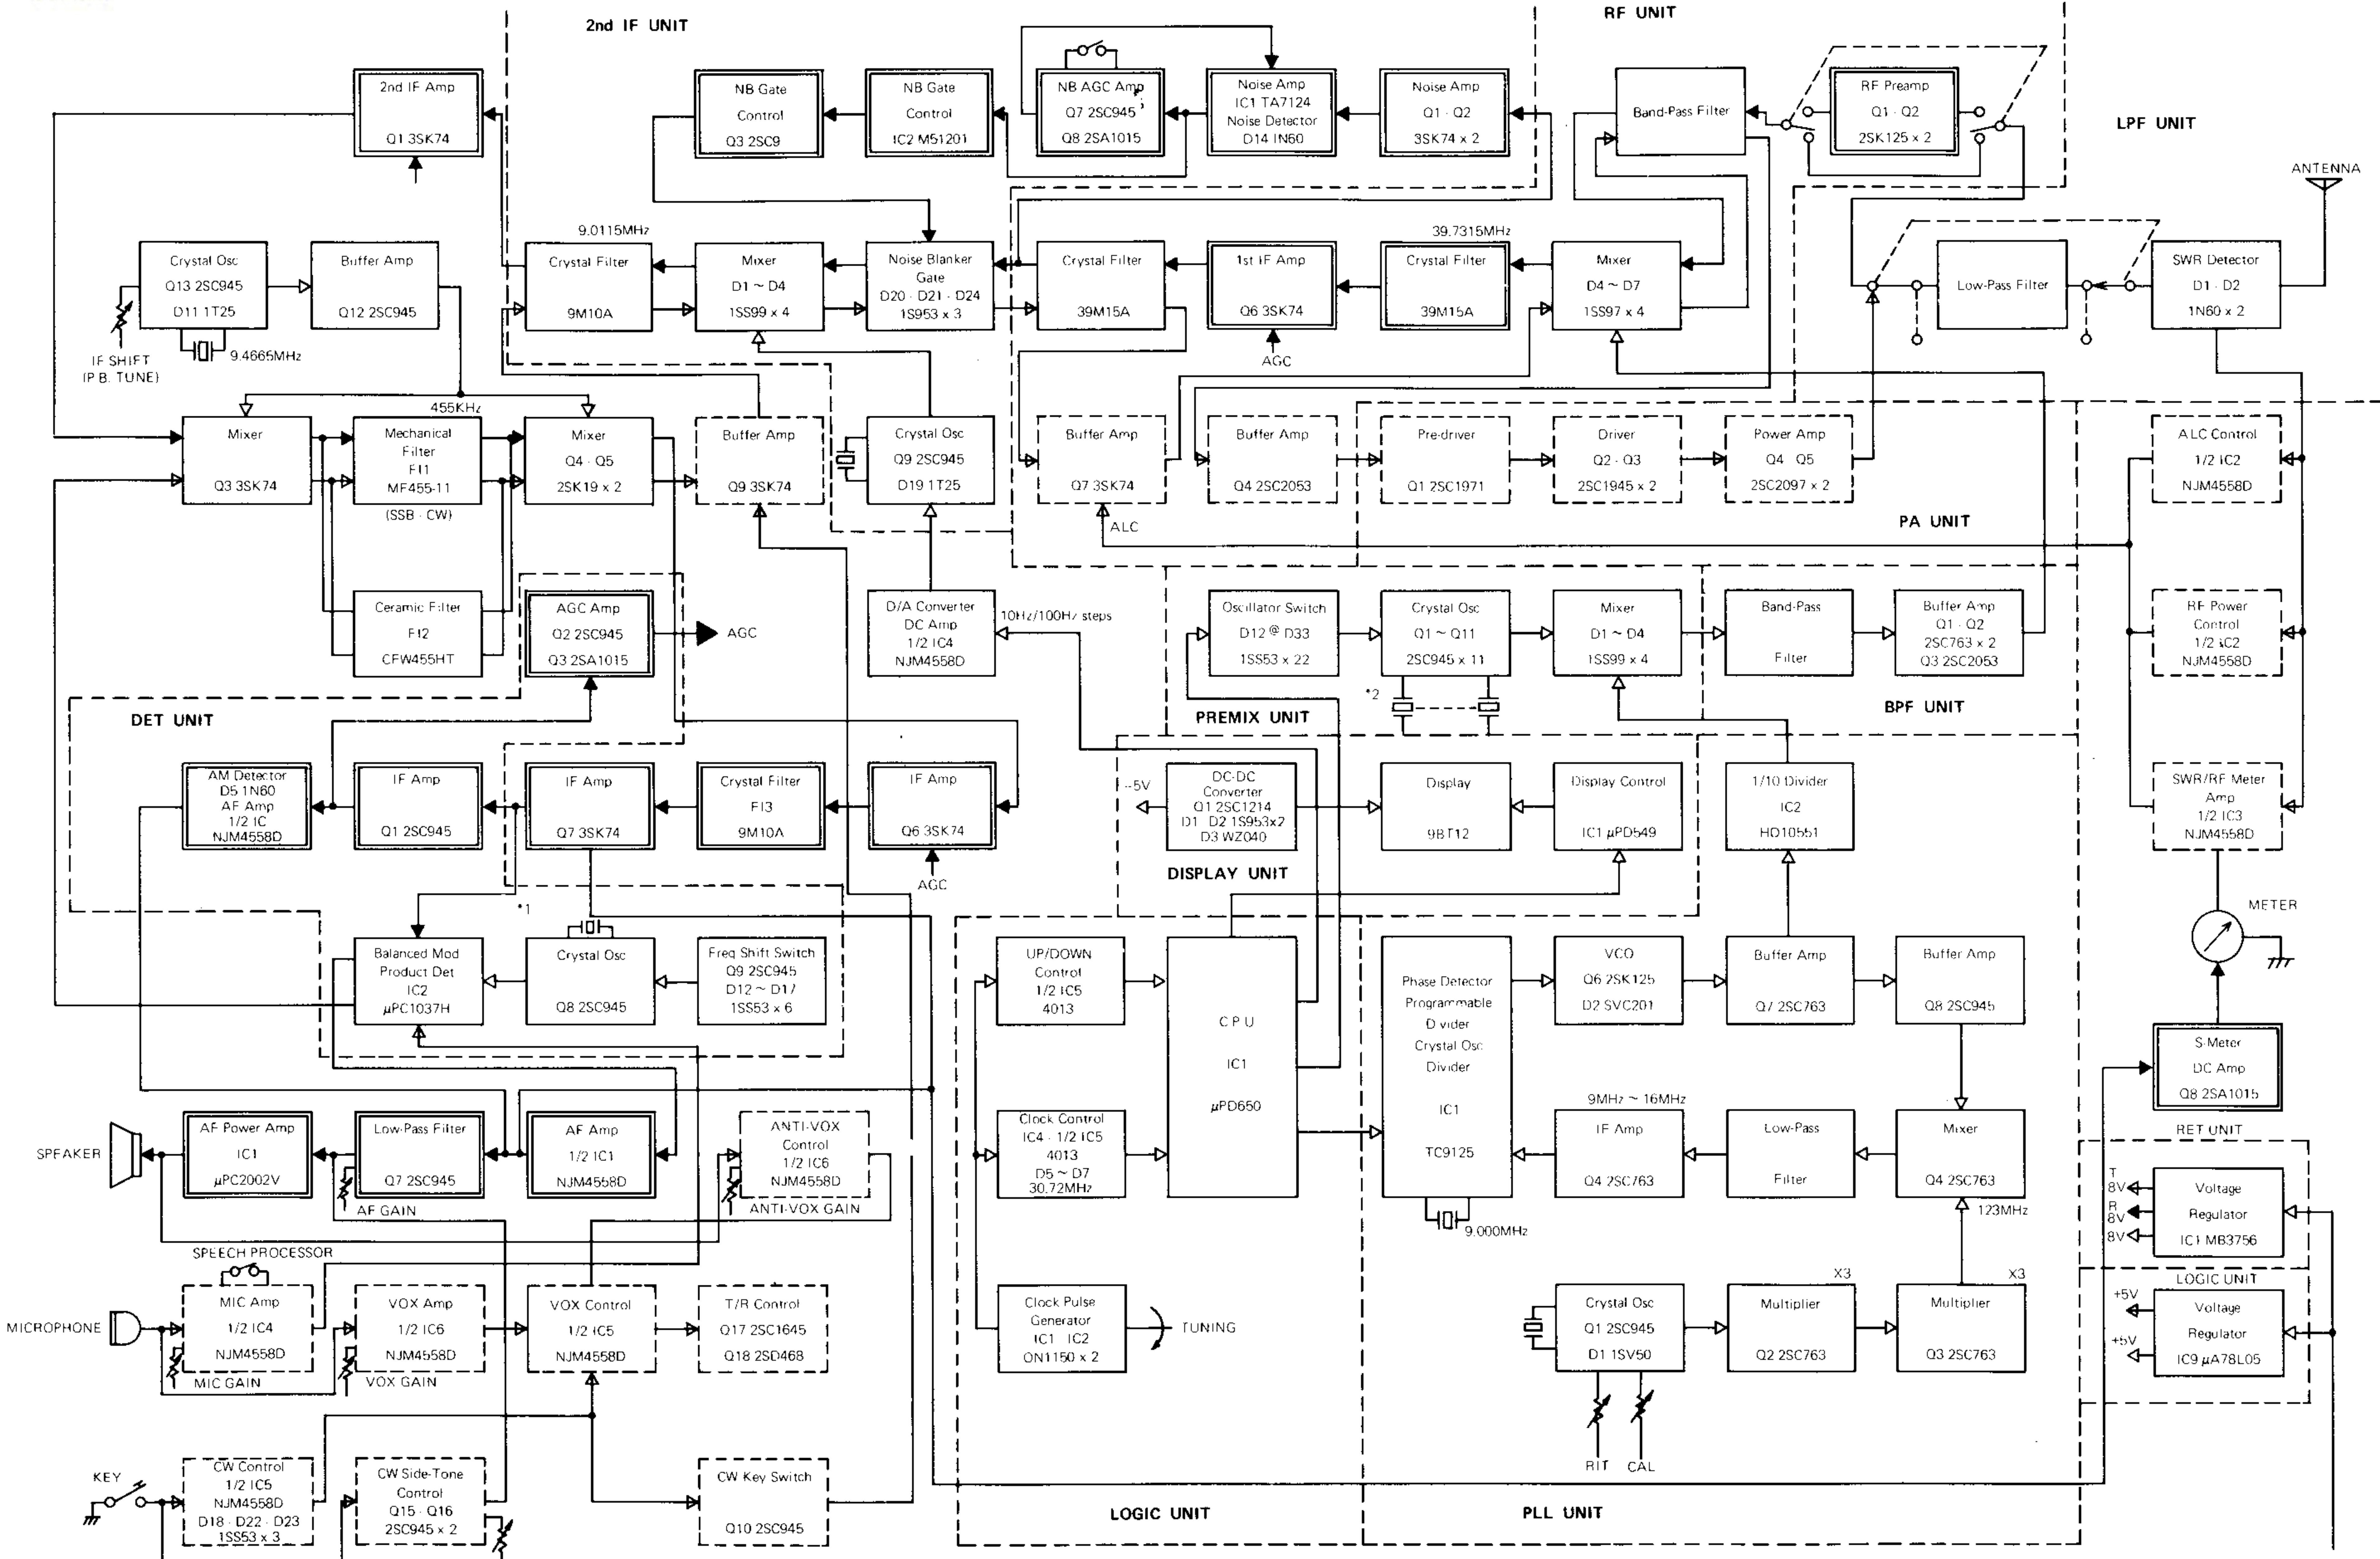 2nd IF UNIT
RF UNIT
LPF UNIT
2nd IF Amp
Q1 3SK74
NB Gate
Control
Q3 2SC9
NB Gate
Control
IC2 M51201
NB AGC Amp
Q7 2SC945
Q8 2SA1015
Noise Amp
IC1 TA7124
Noise Detector
D14 IN60
Noise Amp
Q1 · Q2
3SK74 x 2
Band-Pass Filter
RF Preamp
Q1 · Q2
2SK125 x 2
ANTENNA
Crystal Osc
Q13 2SC945
D11 1T25
9.4665MHz
IF SHIFT
(P.B. TUNE)
Buffer Amp
Q12 2SC945
9.0115MHz
Crystal Filter
9M10A
Mixer
D1 ~ D4
1SS99 x 4
Noise Blanker
Gate
D20 · D21 · D24
1S953 x 3
Crystal Filter
39M15A
1st IF Amp
Q6 3SK74
AGC
39.7315MHz
Crystal Filter
39M15A
Mixer
D4 ~ D7
1SS97 x 4
Low-Pass Filter
SWR Detector
D1 · D2
1N60 x 2
Mixer
Q3 3SK74
455KHz
Mechanical
Filter
FI1
MF455-11
(SSB · CW)
Mixer
Q4 · Q5
2SK19 x 2
Buffer Amp
Q9 3SK74
Crystal Osc
Q9 2SC945
D19 1T25
Buffer Amp
Q7 3SK74
ALC
Buffer Amp
Q4 2SC2053
Pre-driver
Q1 2SC1971
Driver
Q2 · Q3
2SC1945 x 2
Power Amp
Q4 Q5
2SC2097 x 2
PA UNIT
ALC Control
1/2 IC2
NJM4558D
Ceramic Filter
FI2
CFW455HT
AGC Amp
Q2 2SC945
Q3 2SA1015
AGC
D/A Converter
DC Amp
1/2 IC4
NJM4558D
10Hz/100Hz steps
Oscillator Switch
D12 @ D33
1SS53 x 22
Crystal Osc
Q1 ~ Q11
2SC945 x 11
*2
Mixer
D1 ~ D4
1SS99 x 4
Band-Pass
Filter
Buffer Amp
Q1 · Q2
2SC763 x 2
Q3 2SC2053
RF Power
Control
1/2 IC2
NJM4558D
DET UNIT
PREMIX UNIT
BPF UNIT
AM Detector
D5 1N60
AF Amp
1/2 IC
NJM4558D
IF Amp
Q1 2SC945
IF Amp
Q7 3SK74
Crystal Filter
FI3
9M10A
IF Amp
Q6 3SK74
AGC
-5V
DC-DC
Converter
Q1 2SC1214
D1 D2 1S953x2
D3 WZ040
Display
9BT12
Display Control
IC1 µPD549
1/10 Divider
IC2
HD10551
SWR/RF Meter
Amp
1/2 IC3
NJM4558D
DISPLAY UNIT
METER
*1
Balanced Mod
Product Det
IC2
µPC1037H
Crystal Osc
Q8 2SC945
Freq Shift Switch
Q9 2SC945
D12 ~ D17
1SS53 x 6
UP/DOWN
Control
1/2 IC5
4013
CPU
IC1
µPD650
Phase Detector
Programmable
Divider
Crystal Osc
Divider
IC1
TC9125
9.000MHz
VCO
Q6 2SK125
D2 SVC201
Buffer Amp
Q7 2SC763
Buffer Amp
Q8 2SC945
S-Meter
DC Amp
Q8 2SA1015
SPEAKER
AF Power Amp
IC1
µPC2002V
Low-Pass Filter
Q7 2SC945
AF GAIN
AF Amp
1/2 IC1
NJM4558D
ANTI-VOX
Control
1/2 IC6
NJM4558D
ANTI-VOX GAIN
Clock Control
IC4 · 1/2 IC5
4013
D5 ~ D7
30.72MHz
9MHz ~ 16MHz
IF Amp
Q4 2SC763
Low-Pass
Filter
Mixer
Q4 2SC763
123MHz
RET UNIT
T
8V
R
8V
8V
Voltage
Regulator
IC1 MB3756
SPEECH PROCESSOR
MICROPHONE
MIC Amp
1/2 IC4
NJM4558D
MIC GAIN
VOX Amp
1/2 IC6
NJM4558D
VOX GAIN
VOX Control
1/2 IC5
NJM4558D
T/R Control
Q17 2SC1645
Q18 2SD468
Clock Pulse
Generator
IC1 IC2
ON1150 x 2
TUNING
Crystal Osc
Q1 2SC945
D1 1SV50
RIT
CAL
X3
Multiplier
Q2 2SC763
X3
Multiplier
Q3 2SC763
LOGIC UNIT
+5V
+5V
Voltage
Regulator
IC9 µA78L05
KEY
CW Control
1/2 IC5
NJM4558D
D18 · D22 · D23
1SS53 x 3
CW Side-Tone
Control
Q15 · Q16
2SC945 x 2
CW Key Switch
Q10 2SC945
LOGIC UNIT
PLL UNIT